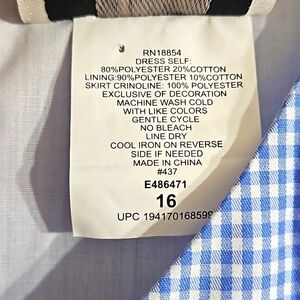 RN18854
DRESS SELF:
80%POLYESTER 20%COTTON
LINING:90%POLYESTER 10%COTTON
SKIRT CRINOLINE: 100% POLYESTER
EXCLUSIVE OF DECORATION
MACHINE WASH COLD
WITH LIKE COLORS
GENTLE CYCLE
NO BLEACH
LINE DRY
COOL IRON ON REVERSE
SIDE IF NEEDED
MADE IN CHINA
#437
E486471
16
UPC 194170168599